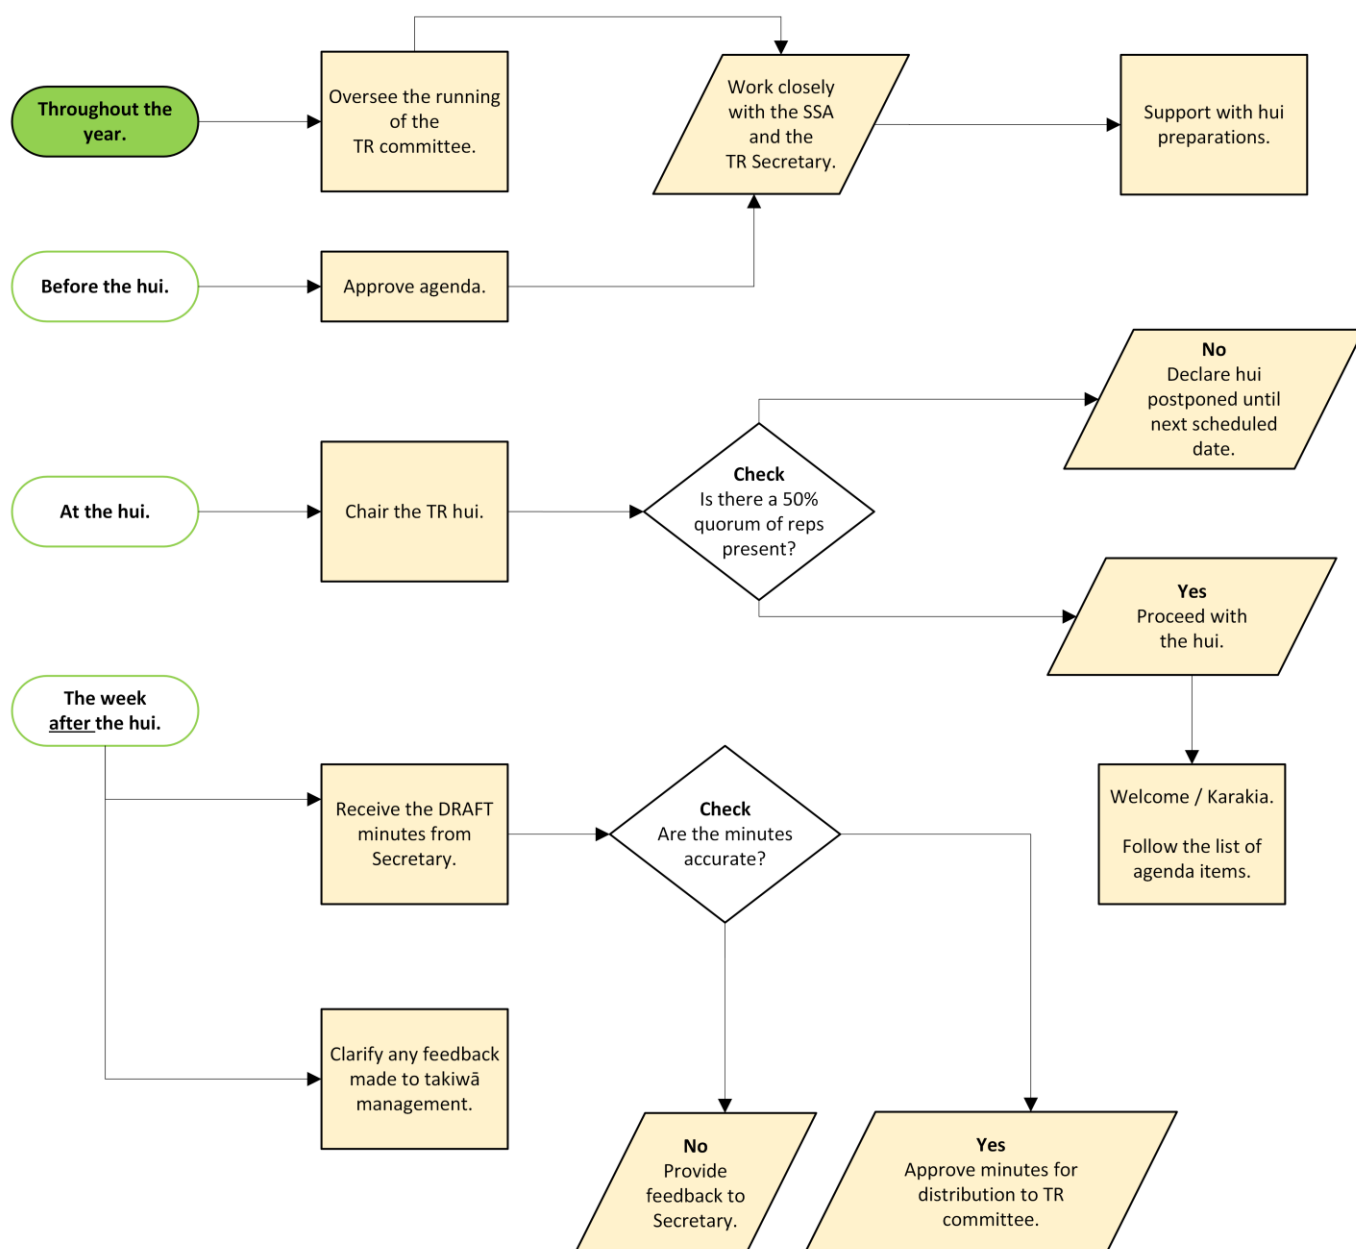 Throughout the
year.
Oversee the running
of the
TR committee.
Work closely
with the SSA
and the
TR Secretary.
Support with hui
preparations.
Before the hui.
Approve agenda.
At the hui.
Chair the TR hui.
Check
Is there a 50%
quorum of reps
present?
No
Declare hui
postponed until
next scheduled
date.
Yes
Proceed with
the hui.
Welcome / Karakia.
Follow the list of
agenda items.
The week
after the hui.
Receive the DRAFT
minutes from
Secretary.
Check
Are the minutes
accurate?
Clarify any feedback
made to takiwā
management.
No
Provide
feedback to
Secretary.
Yes
Approve minutes for
distribution to TR
committee.